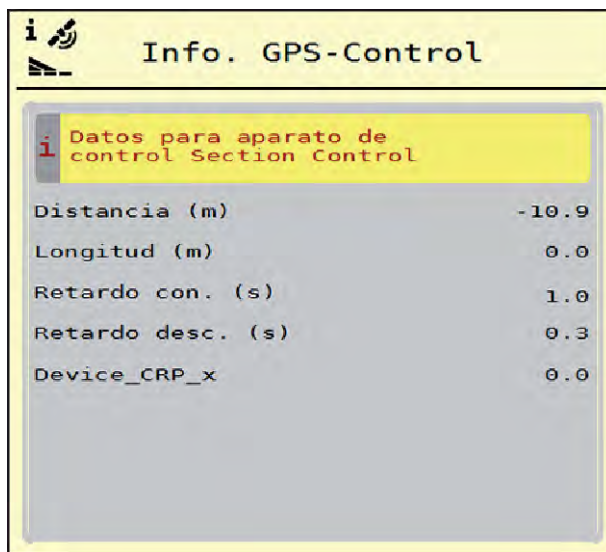 i
Info. GPS-Control
i Datos para aparato de
control Section Control
Distancia (m) -10.9
Longitud (m) 0.0
Retardo con. (s) 1.0
Retardo desc. (s) 0.3
Device_CRP_x 0.0